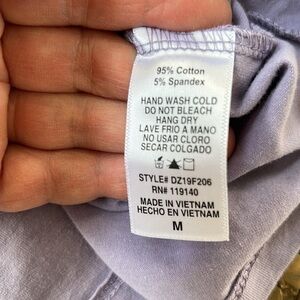 95% Cotton
5% Spandex
HAND WASH COLD
DO NOT BLEACH
HANG DRY
LAVE FRIO A MANO
NO USAR CLORO
SECAR COLGADO
STYLE# DZ19F206
RN# 119140
MADE IN VIETNAM
HECHO EN VIETNAM
M